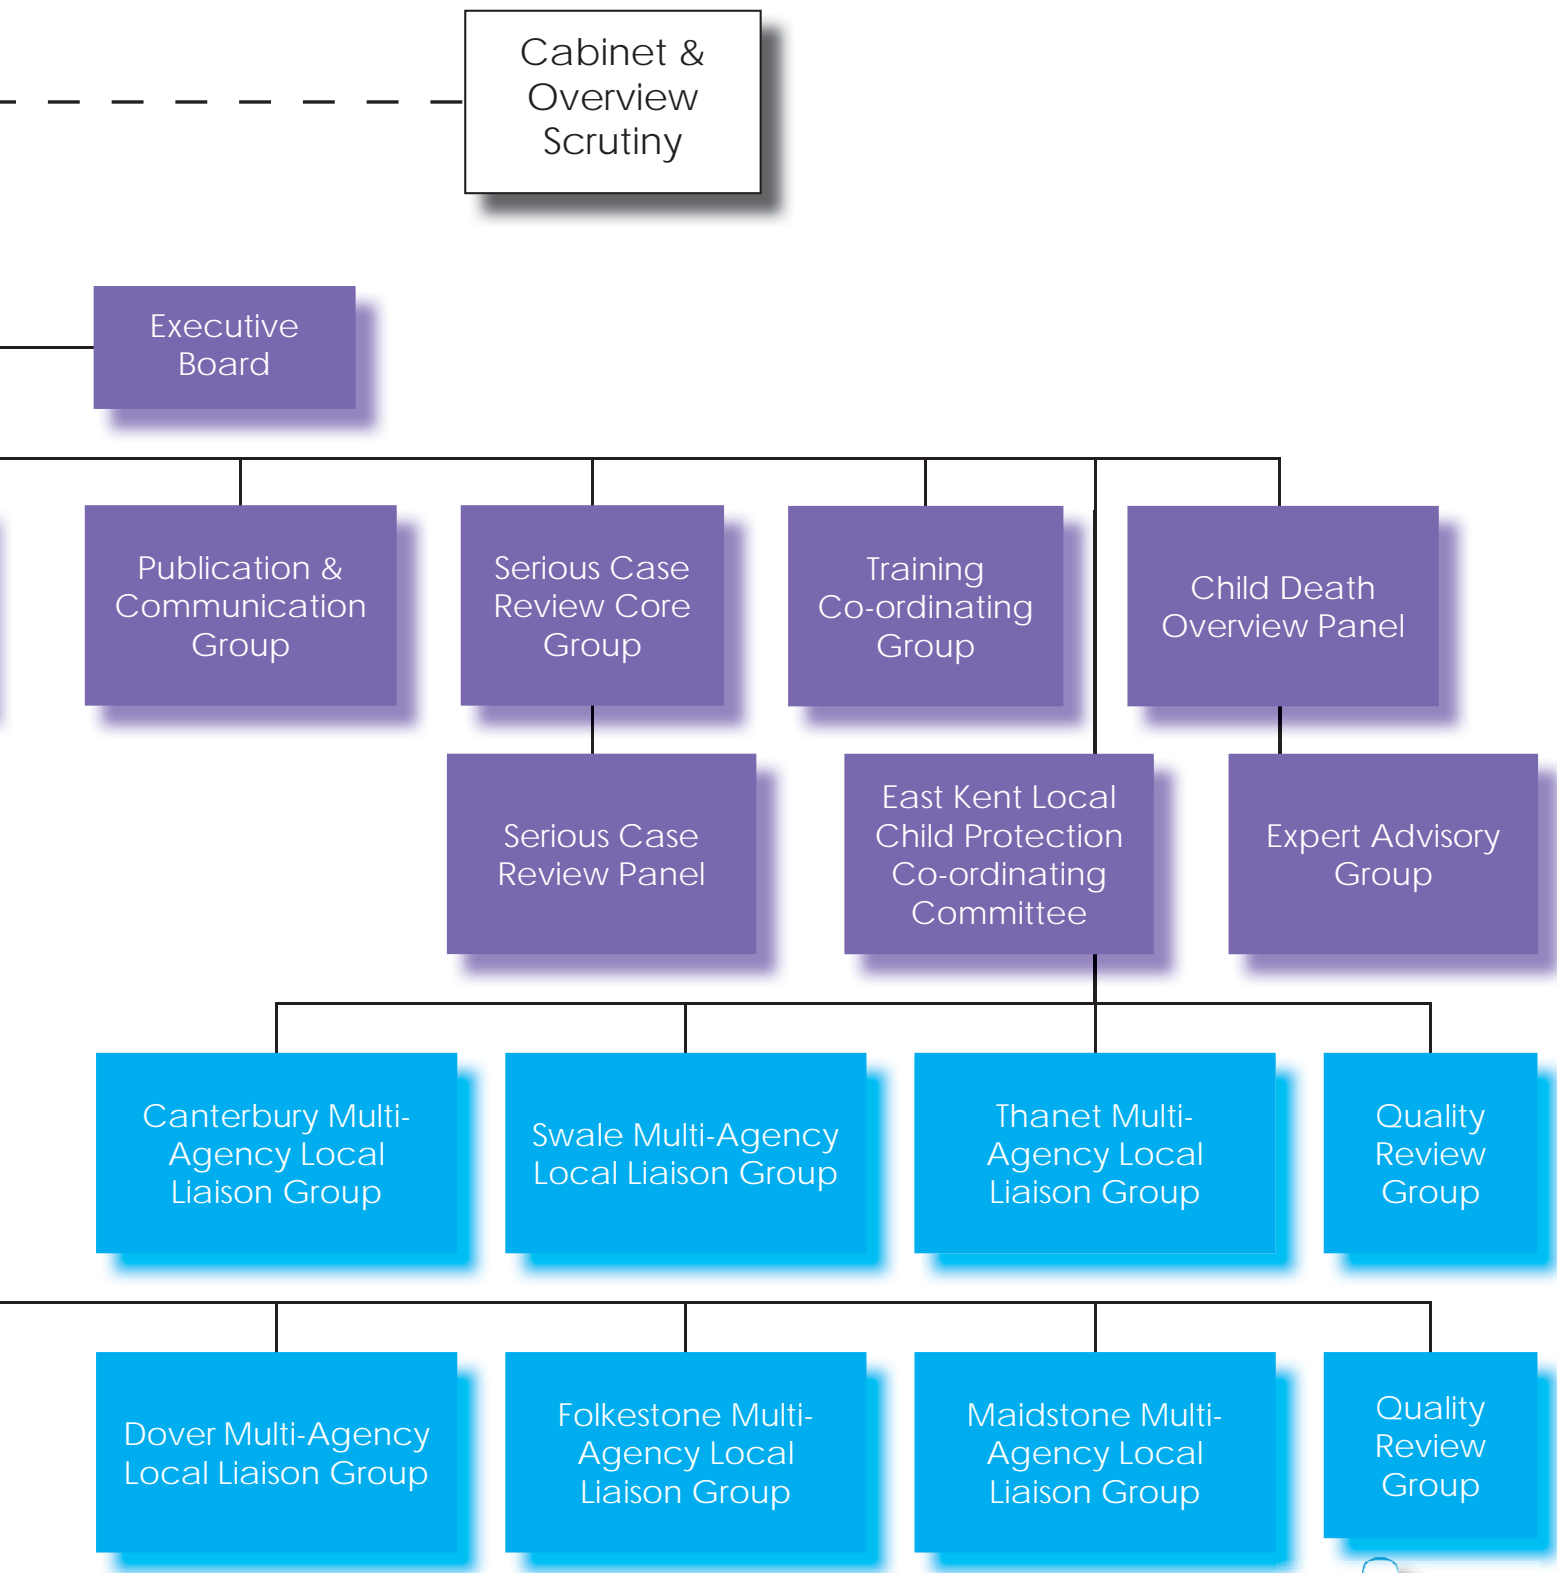 Cabinet &
Overview
Scrutiny
Executive
Board
Publication &
Communication
Group
Serious Case
Review Core
Group
Training
Co-ordinating
Group
Child Death
Overview Panel
Serious Case
Review Panel
East Kent Local
Child Protection
Co-ordinating
Committee
Expert Advisory
Group
Canterbury Multi-
Agency Local
Liaison Group
Swale Multi-Agency
Local Liaison Group
Thanet Multi-
Agency Local
Liaison Group
Quality
Review
Group
Dover Multi-Agency
Local Liaison Group
Folkestone Multi-
Agency Local
Liaison Group
Maidstone Multi-
Agency Local
Liaison Group
Quality
Review
Group